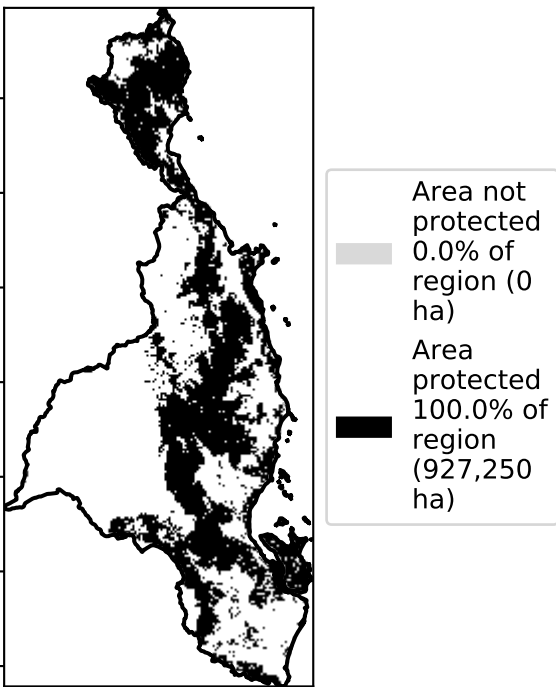 Area not
protected
0.0% of
region (0
ha)
Area
protected
100.0% of
region
(927,250
ha)